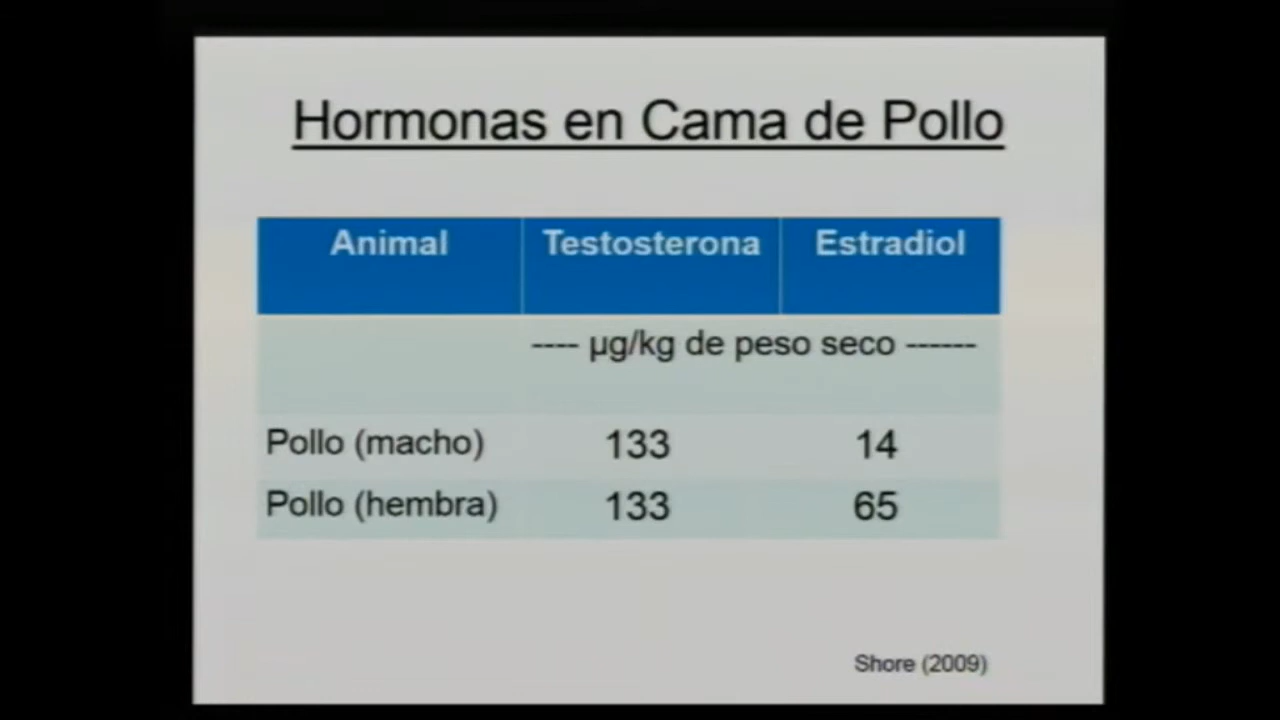 Hormonas en Cama de Pollo
Animal Testosterona Estradiol
---- µg/kg de peso seco ------
Pollo (macho) 133 14
Pollo (hembra) 133 65
Shore (2009)